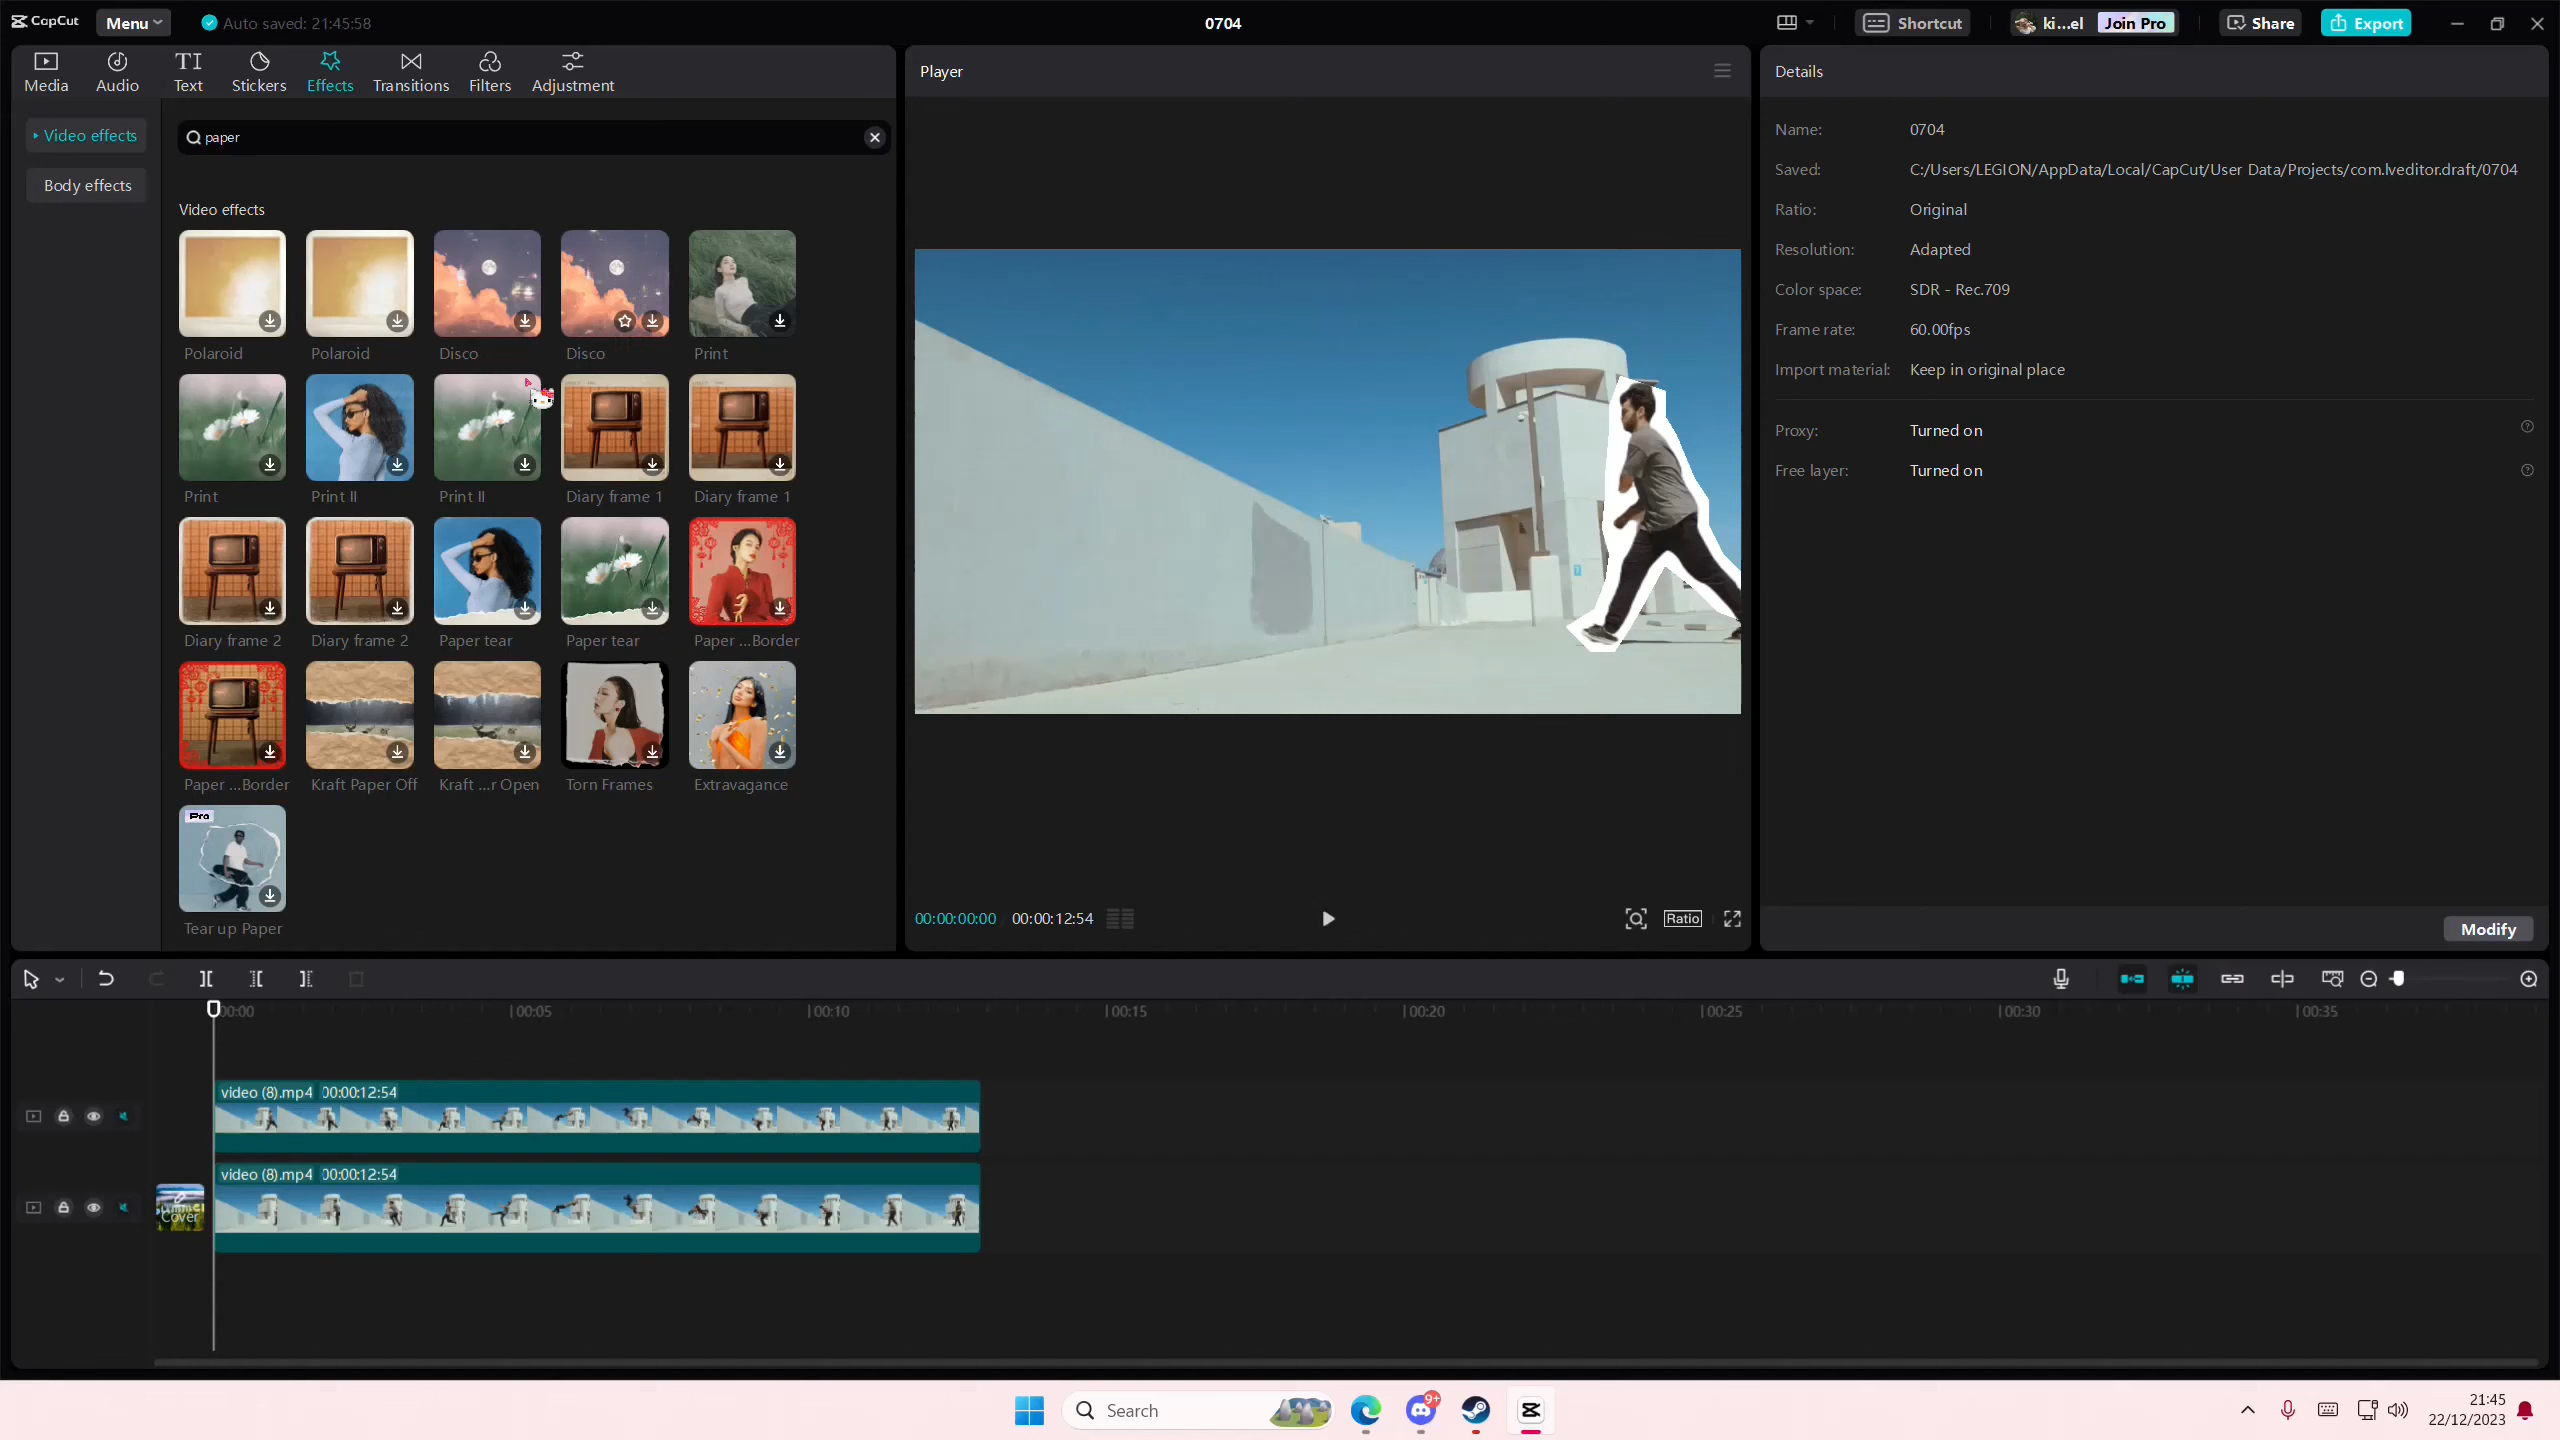 CapCut
Menu
Auto saved: 21:45:58
0704
Shortcut
ki...el
Join Pro
Share
Export
Media
Audio
Text
Stickers
Effects
Transitions
Filters
Adjustment
Video effects
Body effects
paper
Video effects
Polaroid
Polaroid
Disco
Disco
Print
Print
Print II
Print II
Diary frame 1
Diary frame 1
Diary frame 2
Diary frame 2
Paper tear
Paper tear
Paper ...Border
Paper ...Border
Kraft Paper Off
Kraft ...r Open
Torn Frames
Extravagance
Pro
Tear up Paper
Player
00:00:00:00
00:00:12:54
Ratio
Details
Name: 0704
Saved: C:/Users/LEGION/AppData/Local/CapCut/User Data/Projects/com.lveditor.draft/0704
Ratio: Original
Resolution: Adapted
Color space: SDR - Rec.709
Frame rate: 60.00fps
Import material: Keep in original place
Proxy: Turned on
Free layer: Turned on
Modify
00:00
00:05
00:10
00:15
00:20
00:25
00:30
00:35
video (8).mp4 00:00:12:54
video (8).mp4 00:00:12:54
Cover
Search
9+
21:45
22/12/2023